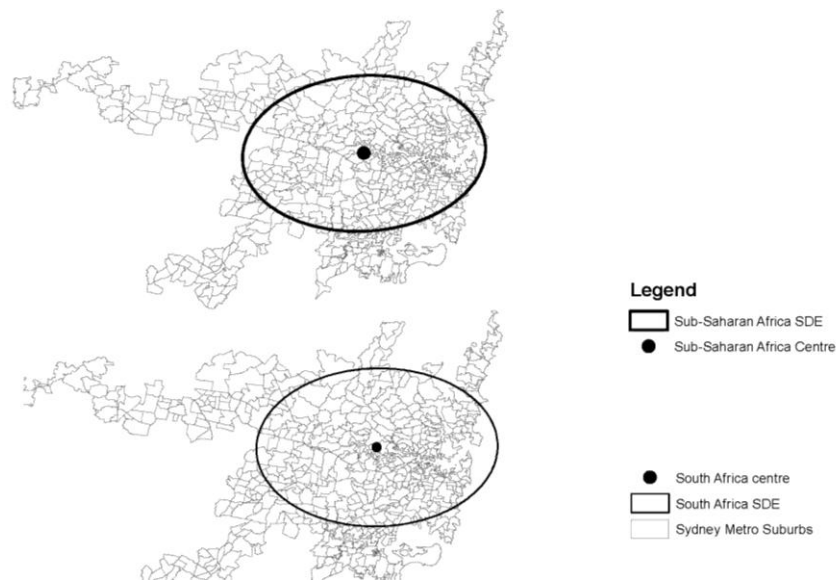 Legend
Sub-Saharan Africa SDE
Sub-Saharan Africa Centre
South Africa centre
South Africa SDE
Sydney Metro Suburbs